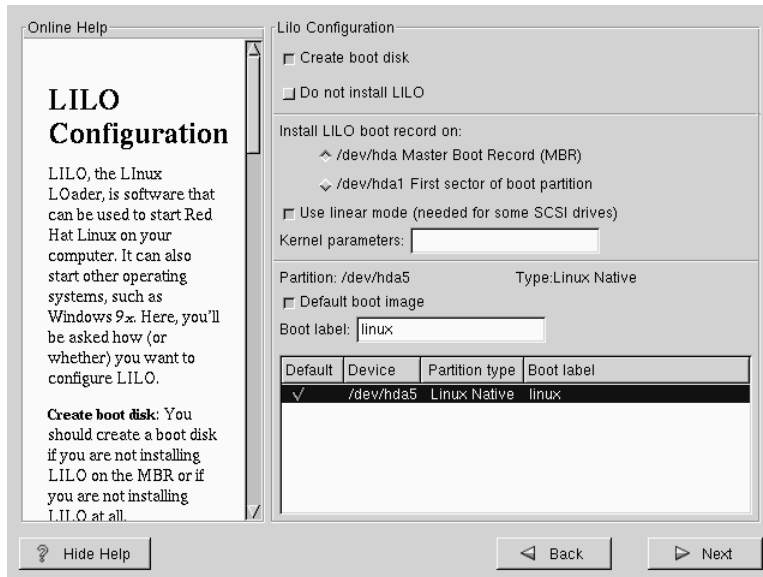 Online Help
LILO
Configuration
LILO, the LInux
LOader, is software that
can be used to start Red
Hat Linux on your
computer. It can also
start other operating
systems, such as
Windows 9x. Here, you'll
be asked how (or
whether) you want to
configure LILO.
Create boot disk: You
should create a boot disk
if you are not installing
LILO on the MBR or if
you are not installing
LILO at all.
Lilo Configuration
Create boot disk
Do not install LILO
Install LILO boot record on:
/dev/hda Master Boot Record (MBR)
/dev/hda1 First sector of boot partition
Use linear mode (needed for some SCSI drives)
Kernel parameters:
Partition: /dev/hda5 Type:Linux Native
Default boot image
Boot label: linux
Default Device Partition type Boot label
/dev/hda5 Linux Native linux
Hide Help Back Next